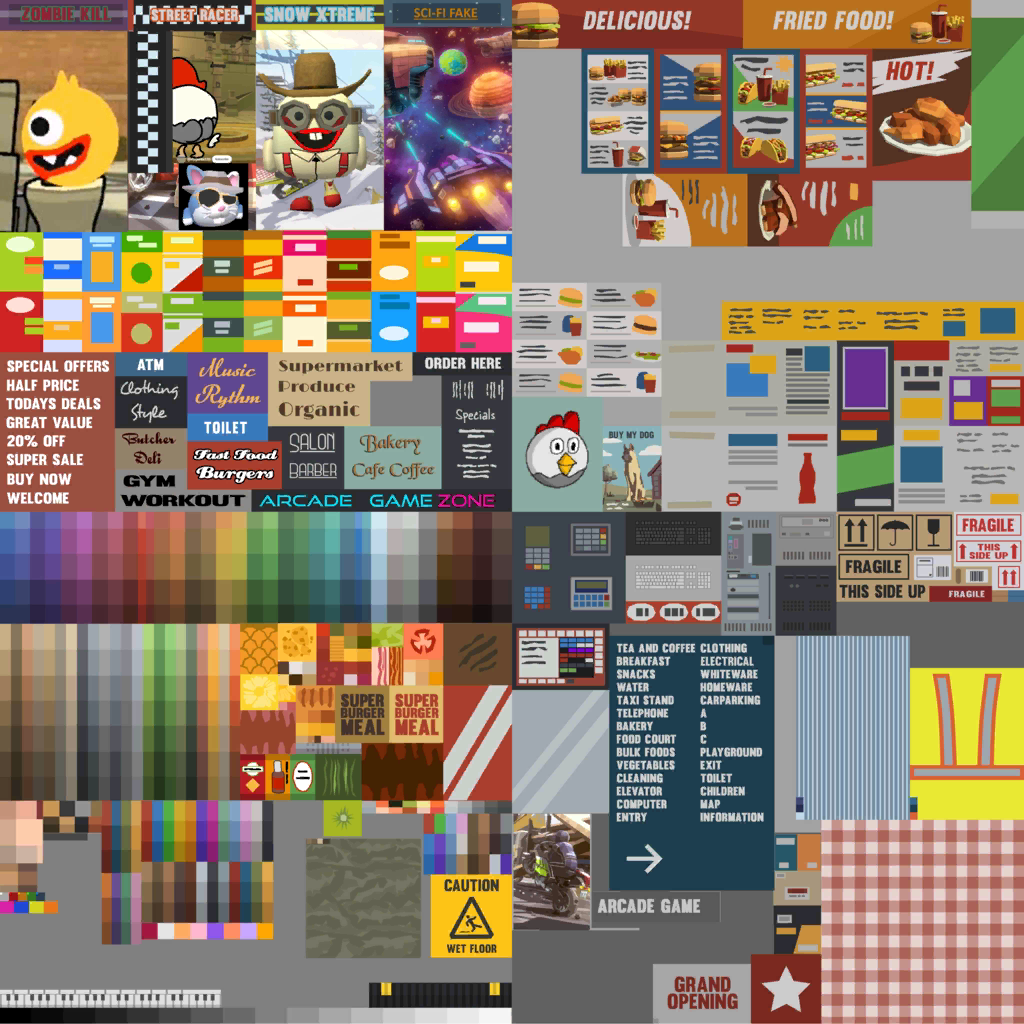 ZOMBIE KILL
STREET RACER
SNOW X-TREME
SCI-FI FAKE
DELICIOUS!
FRIED FOOD!
HOT!
SPECIAL OFFERS
HALF PRICE
TODAYS DEALS
GREAT VALUE
20% OFF
SUPER SALE
BUY NOW
WELCOME
ATM
Clothing
Style
Butcher
Deli
GYM
WORKOUT
Music
Rythm
TOILET
Fast Food
Burgers
Supermarket
Produce
Organic
SALON
BARBER
Bakery
Cafe Coffee
ORDER HERE
Specials
ARCADE
GAME ZONE
BUY MY DOG
FRAGILE
THIS SIDE UP
FRAGILE
THIS
SIDE UP
FRAGILE
SUPER
BURGER
MEAL
SUPER
BURGER
MEAL
TEA AND COFFEE CLOTHING
BREAKFAST ELECTRICAL
SNACKS WHITEWARE
WATER HOMEWARE
TAXI STAND CARPARKING
TELEPHONE A
BAKERY B
FOOD COURT C
BULK FOODS PLAYGROUND
VEGETABLES EXIT
CLEANING TOILET
ELEVATOR CHILDREN
COMPUTER MAP
ENTRY INFORMATION
CAUTION
WET FLOOR
ARCADE GAME
GRAND
OPENING